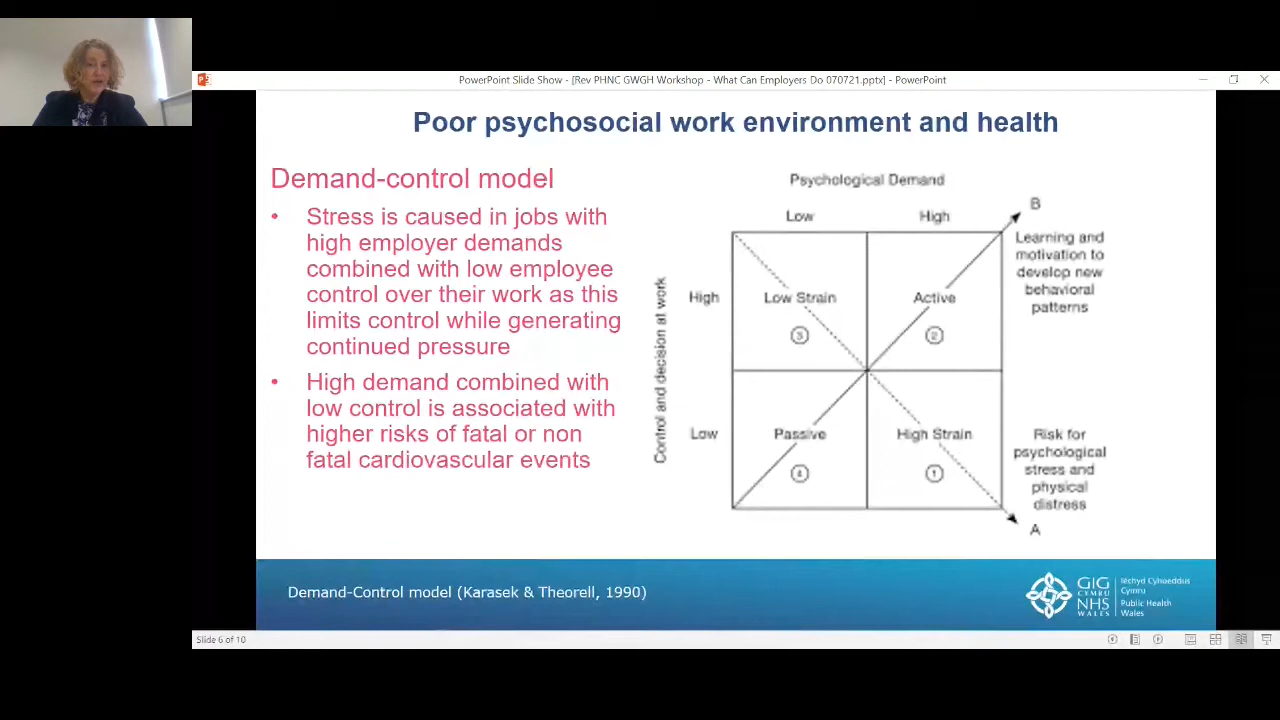 PowerPoint Slide Show - [Rev PHNC GWGH Workshop - What Can Employers Do 070721.pptx] - PowerPoint
Poor psychosocial work environment and health
Demand-control model
• Stress is caused in jobs with
high employer demands
combined with low employee
control over their work as this
limits control while generating
continued pressure
• High demand combined with
low control is associated with
higher risks of fatal or non
fatal cardiovascular events
Psychological Demand
Low High
B
Control and decision at work
High
Low Strain
3
Active
2
Learning and
motivation to
develop new
behavioral
patterns
Low
Passive
4
High Strain
1
Risk for
psychological
stress and
physical
distress
A
Demand-Control model (Karasek & Theorell, 1990)
GIG
CYMRU
NHS
WALES
Iechyd Cyhoeddus
Cymru
Public Health
Wales
Slide 6 of 10